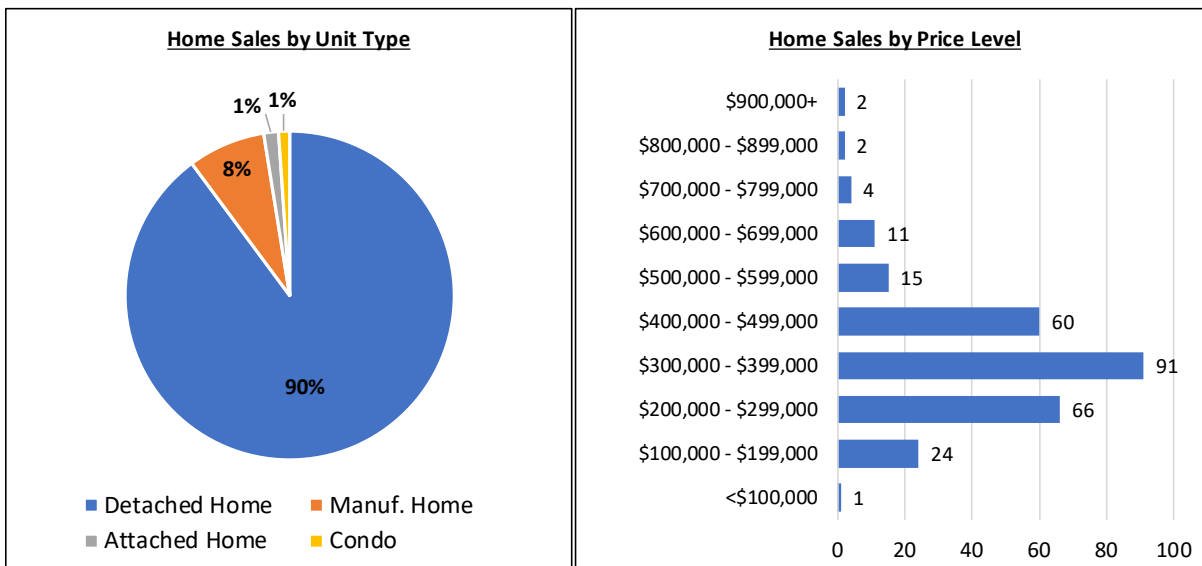 Home Sales by Unit Type
1% 1%
8%
90%
Detached Home Manuf. Home
Attached Home Condo
Home Sales by Price Level
$900,000+ 2
$800,000 - $899,000 2
$700,000 - $799,000 4
$600,000 - $699,000 11
$500,000 - $599,000 15
$400,000 - $499,000 60
$300,000 - $399,000 91
$200,000 - $299,000 66
$100,000 - $199,000 24
<$100,000 1
0 20 40 60 80 100